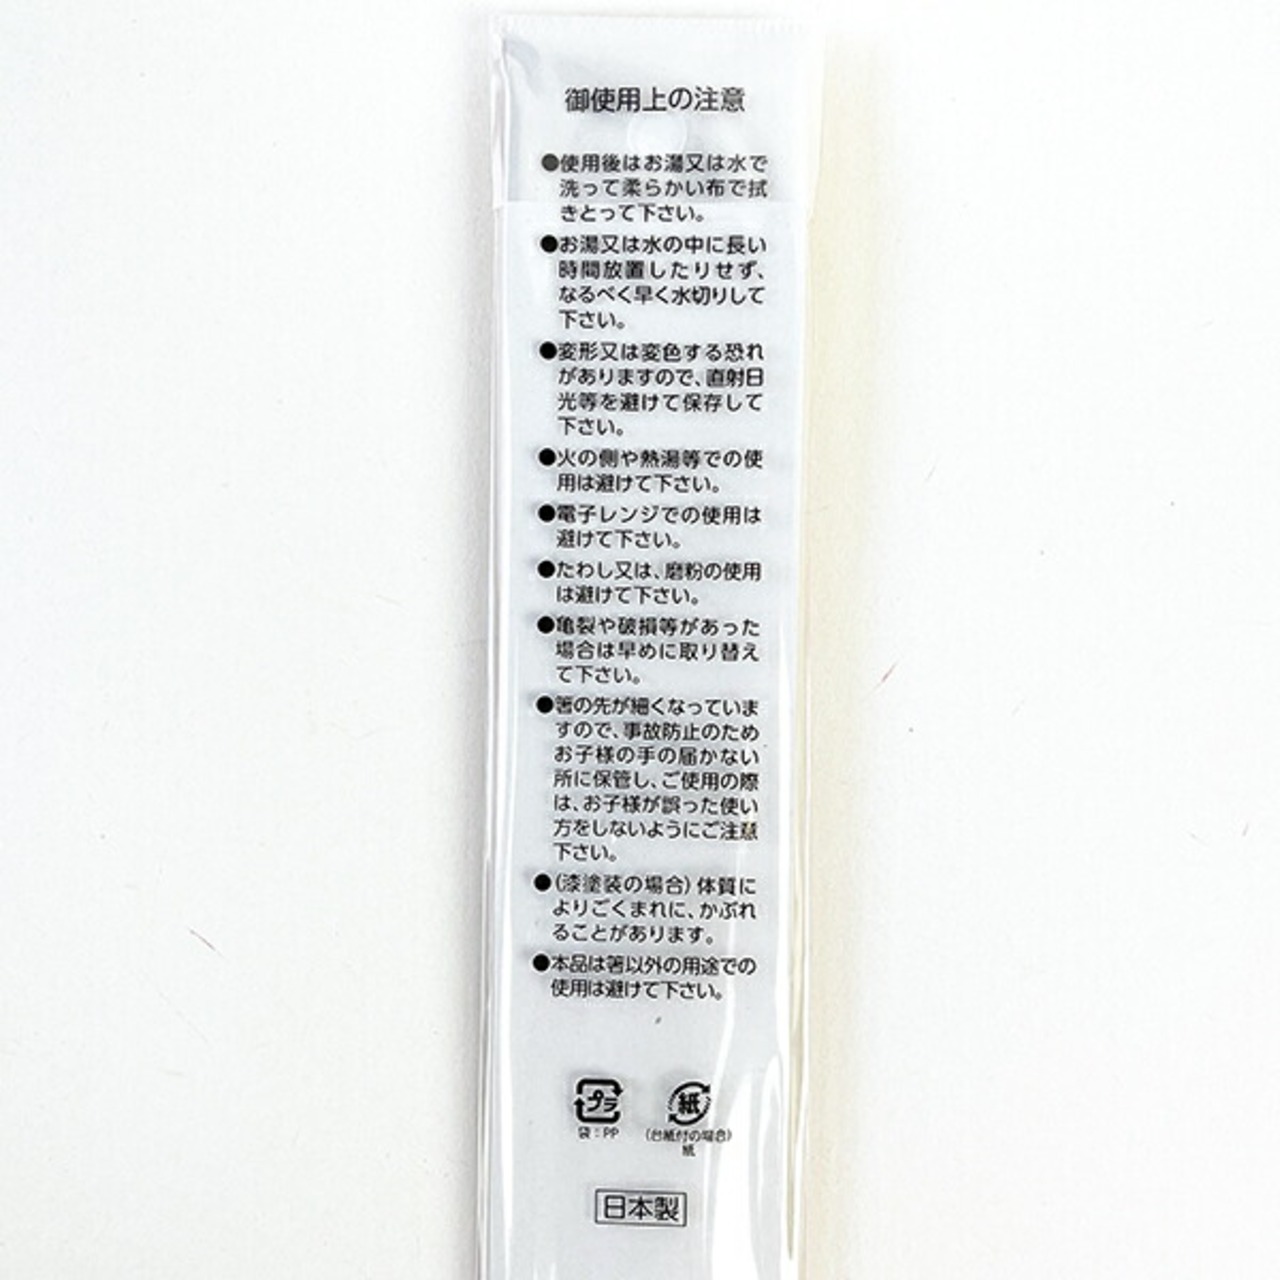 御使用上の注意
●使用後はお湯又は水で
洗って柔らかい布で拭
きとって下さい。
●お湯又は水の中に長い
時間放置したりせず、
なるべく早く水切りして
下さい。
●変形又は変色する恐れ
がありますので、直射日
光等を避けて保存して
下さい。
●火の側や熱湯等での使
用は避けて下さい。
●電子レンジでの使用は
避けて下さい。
●たわし又は、磨粉の使用
は避けて下さい。
●亀裂や破損等があった
場合は早めに取り替え
て下さい。
●箸の先が細くなっていま
すので、事故防止のため
お子様の手の届かない
所に保管し、ご使用の際
は、お子様が誤った使い
方をしないようにご注意
下さい。
●(漆塗装の場合)体質に
よりごくまれに、かぶれ
ることがあります。
●本品は箸以外の用途での
使用は避けて下さい。
プラ 紙
袋:PP (台紙付の場合)
紙
日本製